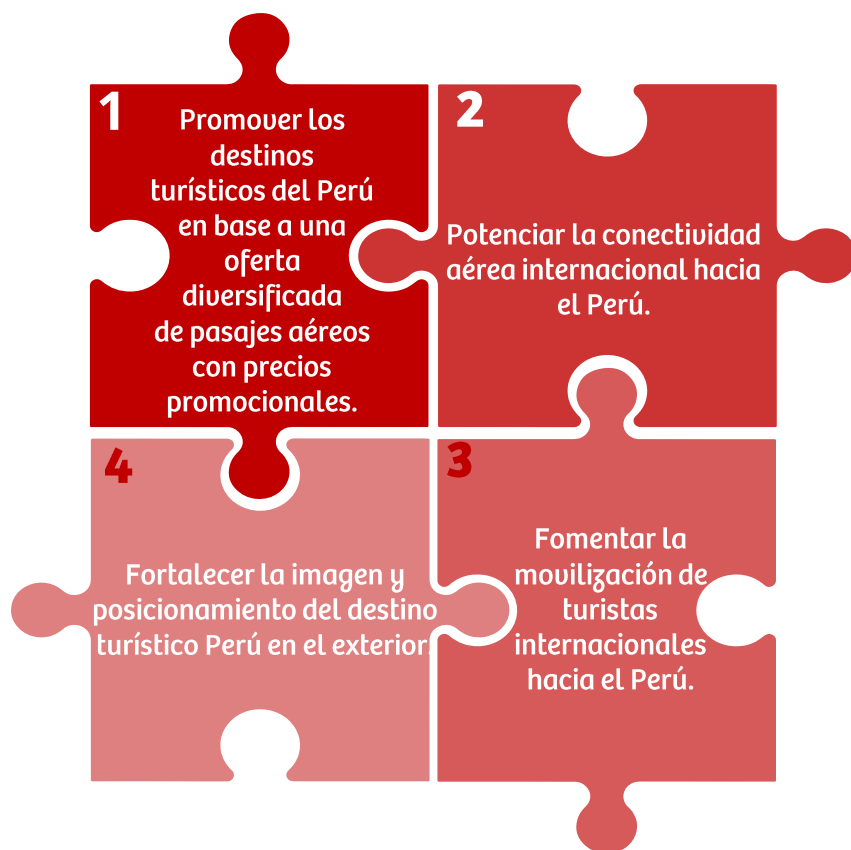 1
Promover los
destinos
turísticos del Perú
en base a una
oferta
diversificada
de pasajes aéreos
con precios
promocionales.
2
Potenciar la conectividad
aérea internacional hacia
el Perú.
3
Fomentar la
movilización de
turistas
internacionales
hacia el Perú.
4
Fortalecer la imagen y
posicionamiento del destino
turístico Perú en el exterior.